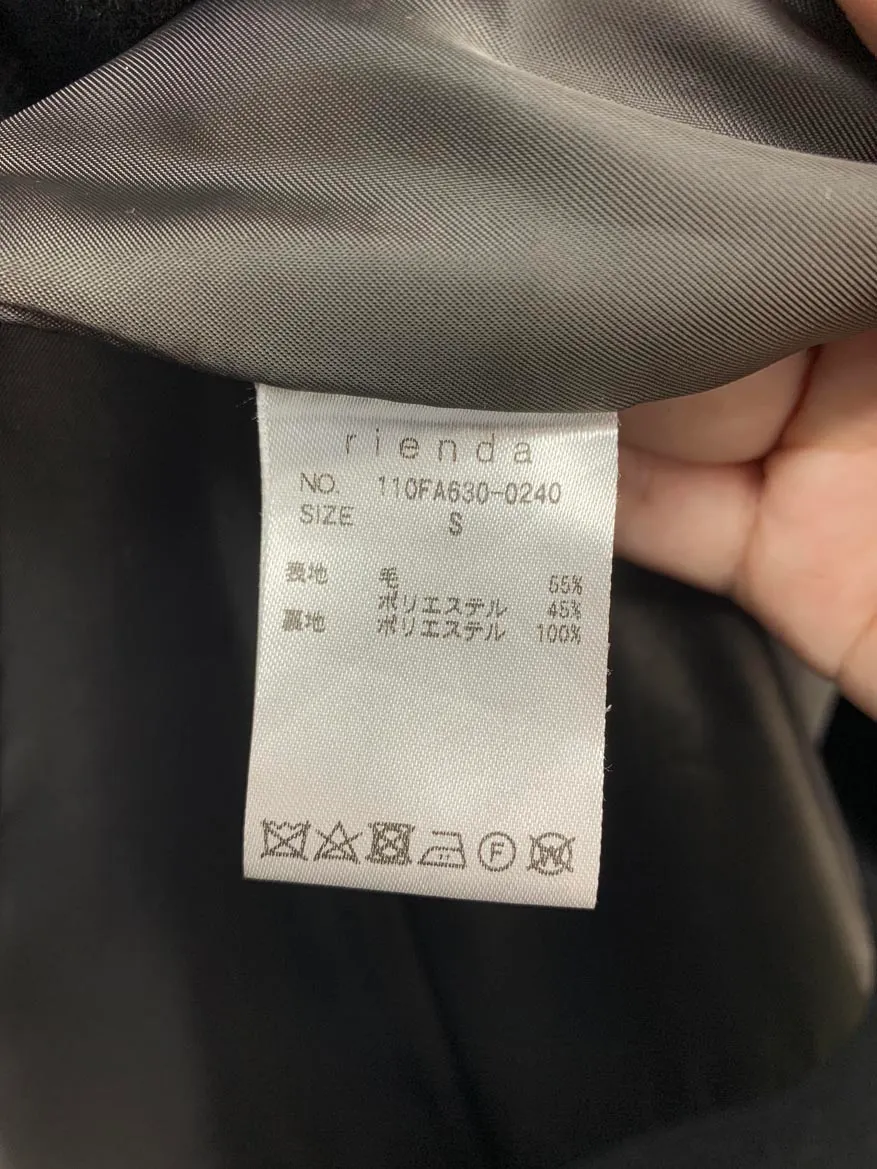 rienda
NO. 110FA630-0240
SIZE S
表地 毛 55%
ポリエステル 45%
裏地 ポリエステル 100%
F
W